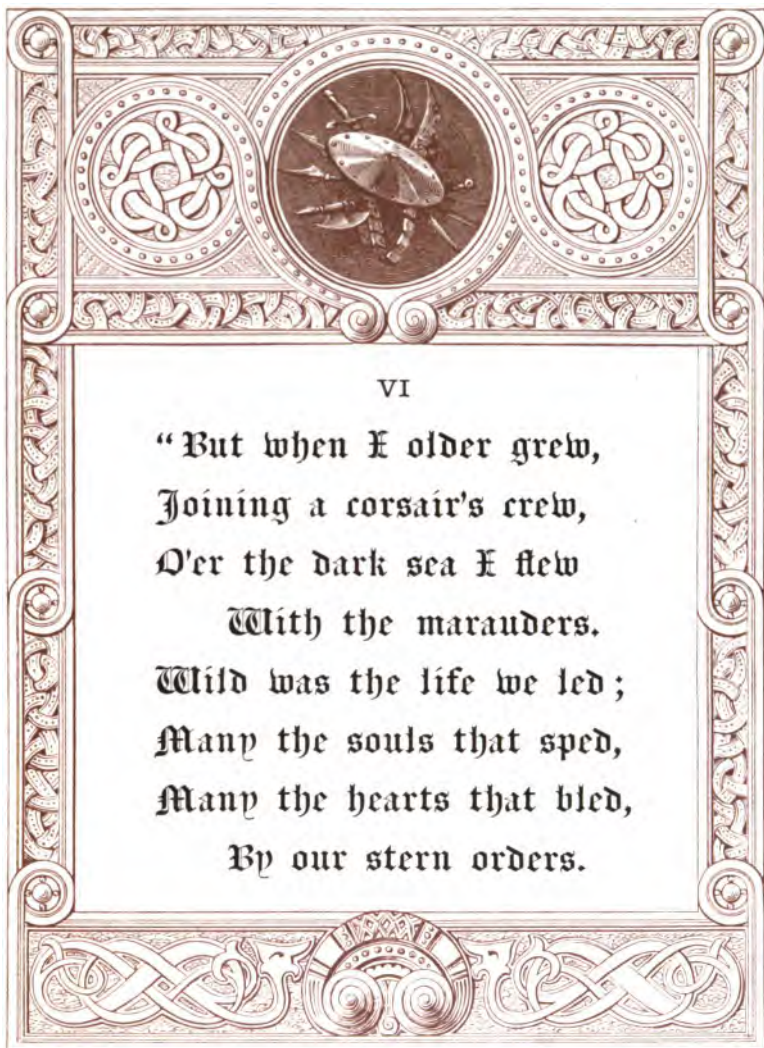 VI
“But when I older grew,
Joining a corsair's crew,
O'er the dark sea I flew
With the marauders.
Wild was the life we led;
Many the souls that sped,
Many the hearts that bled,
By our stern orders.